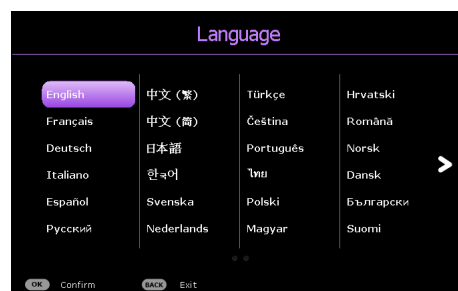 Language
English
中文 (繁)
Türkçe
Hrvatski
Français
中文 (简)
Čeština
Română
Deutsch
日本語
Português
Norsk
Italiano
한국어
ไทย
Dansk
Español
Svenska
Polski
Български
Русский
Nederlands
Magyar
Suomi
OK Confirm BACK Exit